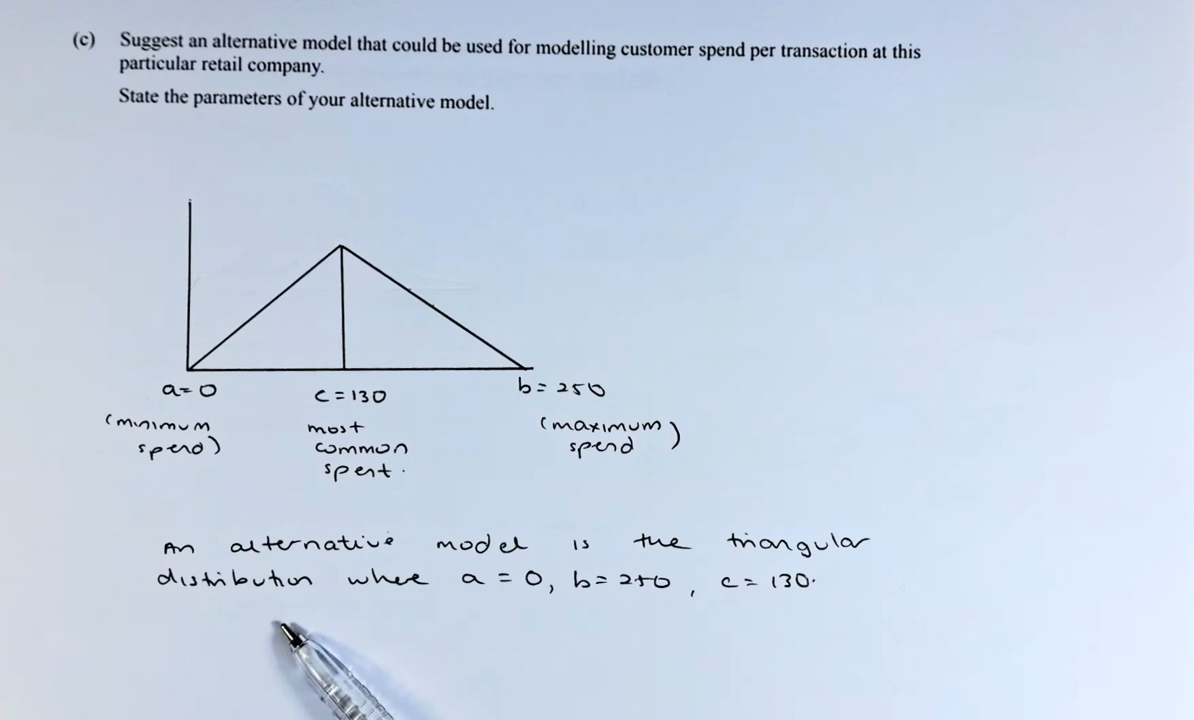 (c) Suggest an alternative model that could be used for modelling customer spend per transaction at this
particular retail company.
State the parameters of your alternative model.
a=0
c=130
b=250
(minimum
spend)
most
common
spent.
(maximum
spend)
An alternative model is the triangular
distribution where a=0, b=250, c=130.